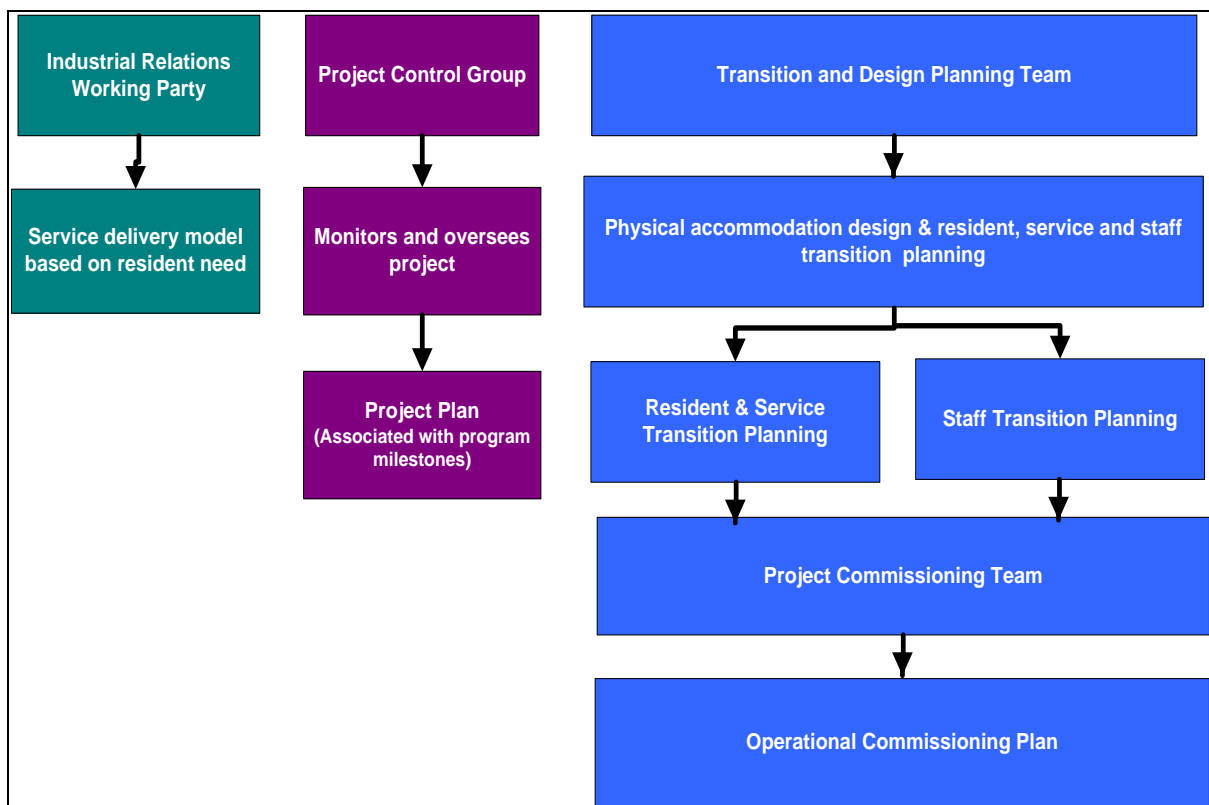 Industrial Relations
Working Party
Service delivery model
based on resident need
Project Control Group
Monitors and oversees
project
Project Plan
(Associated with program
milestones)
Transition and Design Planning Team
Physical accommodation design & resident, service and staff
transition planning
Resident & Service
Transition Planning
Staff Transition Planning
Project Commissioning Team
Operational Commissioning Plan